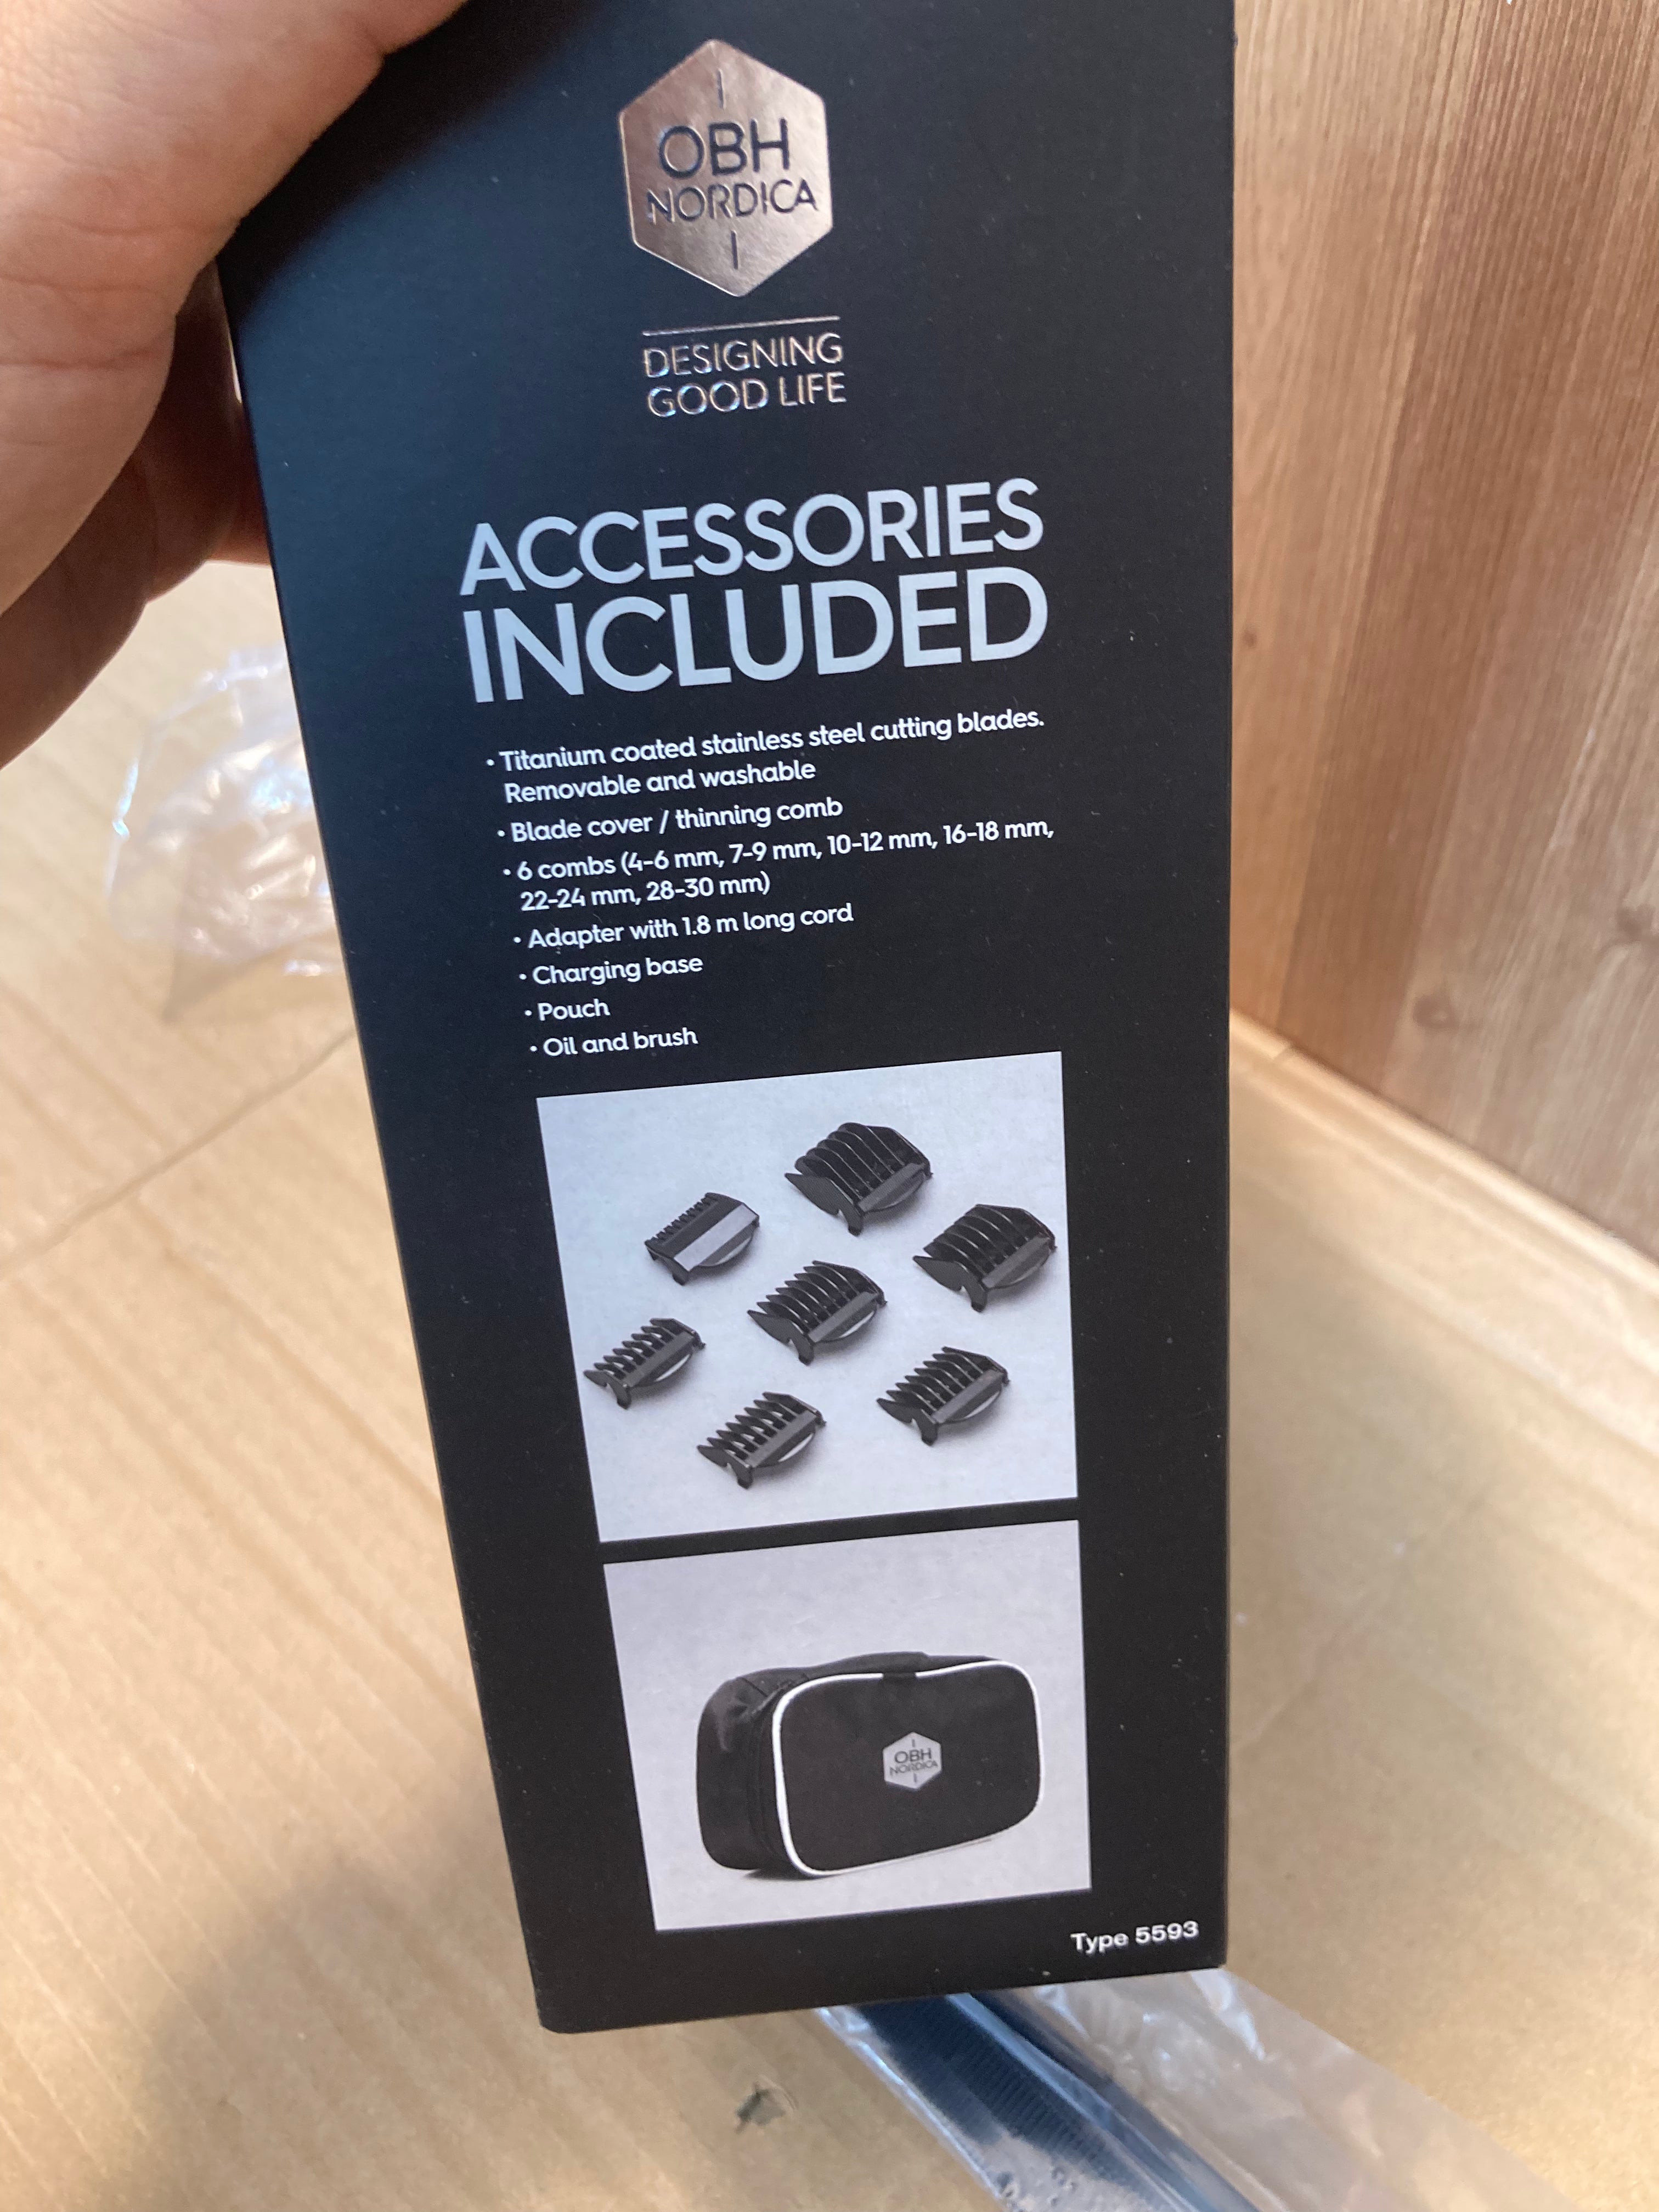 OBH
NORDICA
DESIGNING
GOOD LIFE
ACCESSORIES
INCLUDED
• Titanium coated stainless steel cutting blades.
Removable and washable
• Blade cover / thinning comb
• 6 combs (4-6 mm, 7-9 mm, 10-12 mm, 16-18 mm,
22-24 mm, 28-30 mm)
• Adapter with 1.8 m long cord
• Charging base
• Pouch
• Oil and brush
OBH
NORDICA
Type 5593